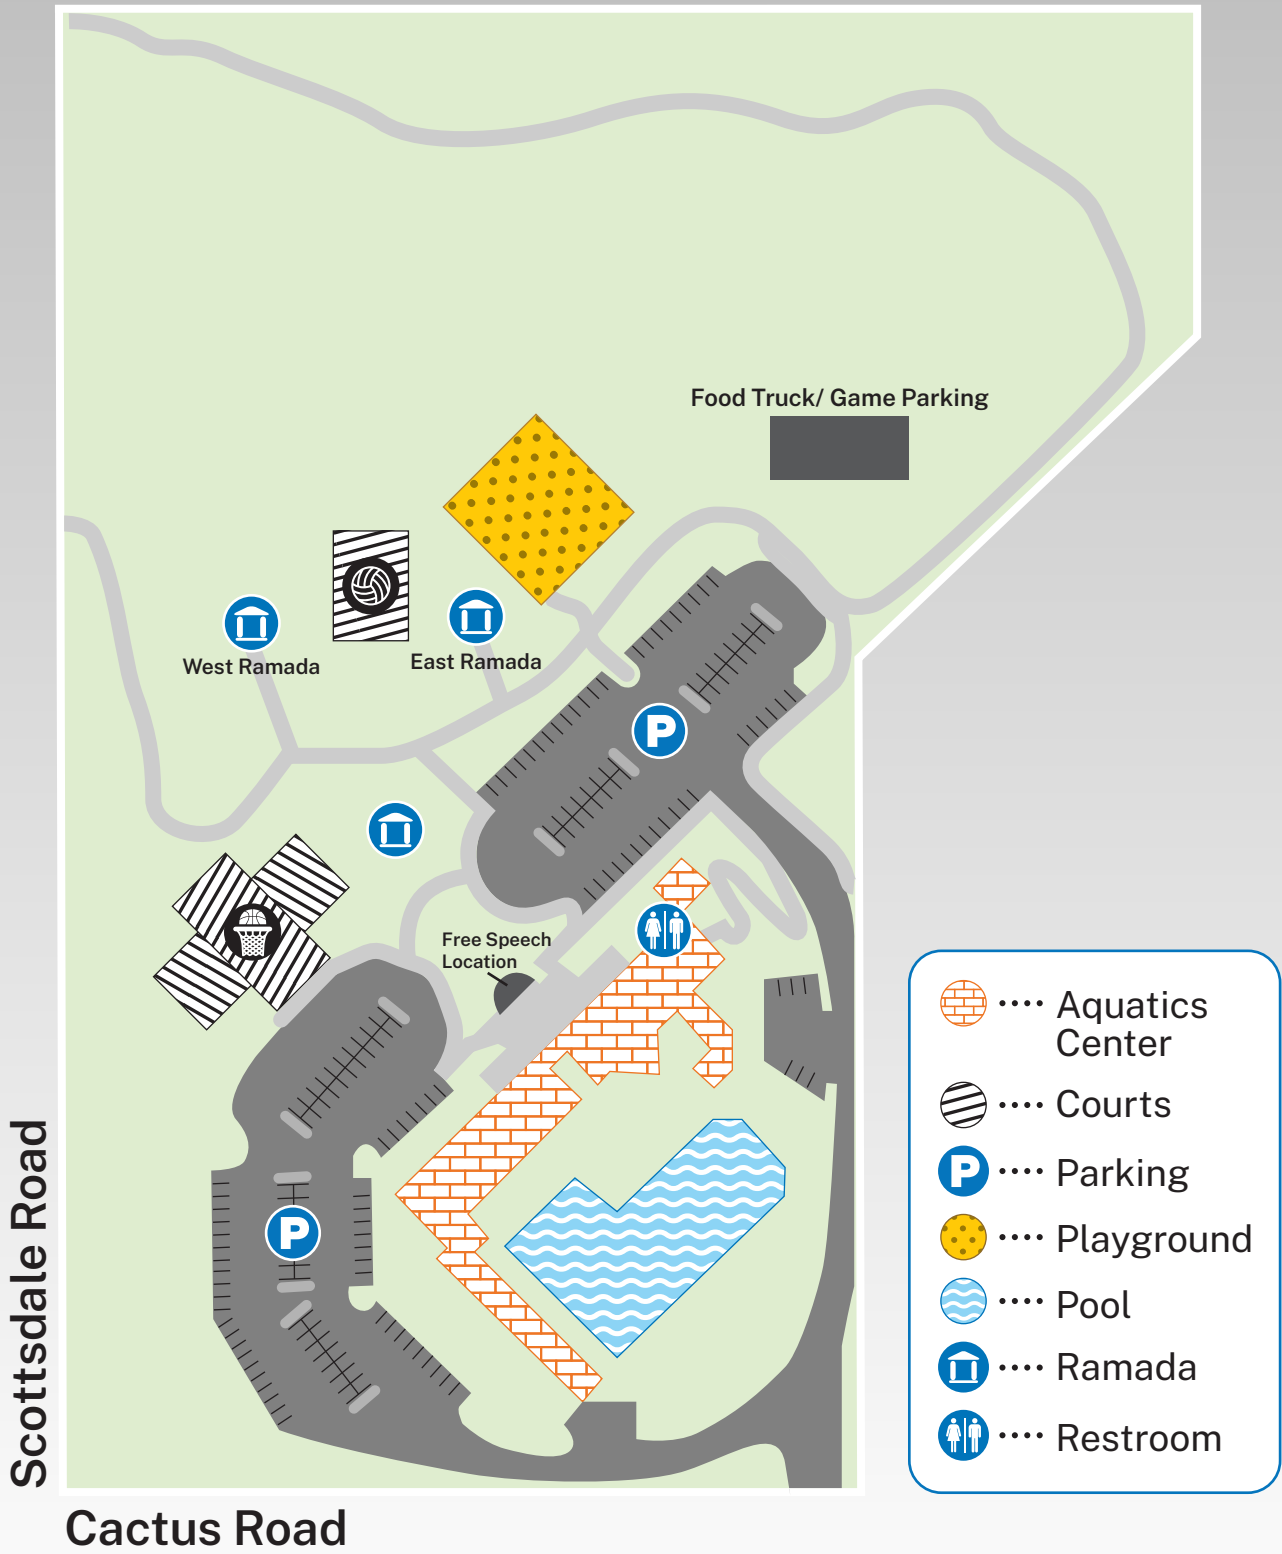 Food Truck/ Game Parking
West Ramada
East Ramada
P
Free Speech
Location
P
Scottsdale Road
Cactus Road
Aquatics
Center
Courts
P Parking
Playground
Pool
Ramada
Restroom